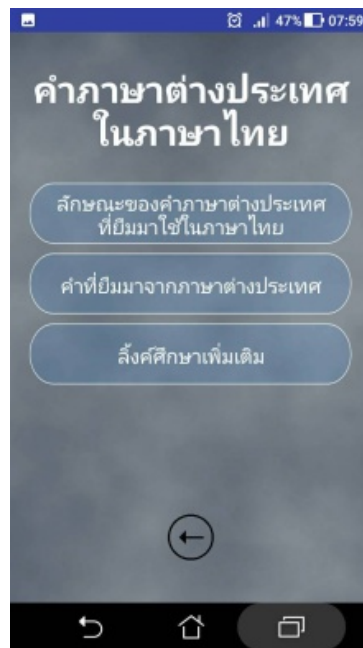 47% 07:59
คำภาษาต่างประเทศ
ในภาษาไทย
ลักษณะของคำภาษาต่างประเทศ
ที่ยืมมาใช้ในภาษาไทย
คำที่ยืมมาจากภาษาต่างประเทศ
ลิ้งค์ศึกษาเพิ่มเติม